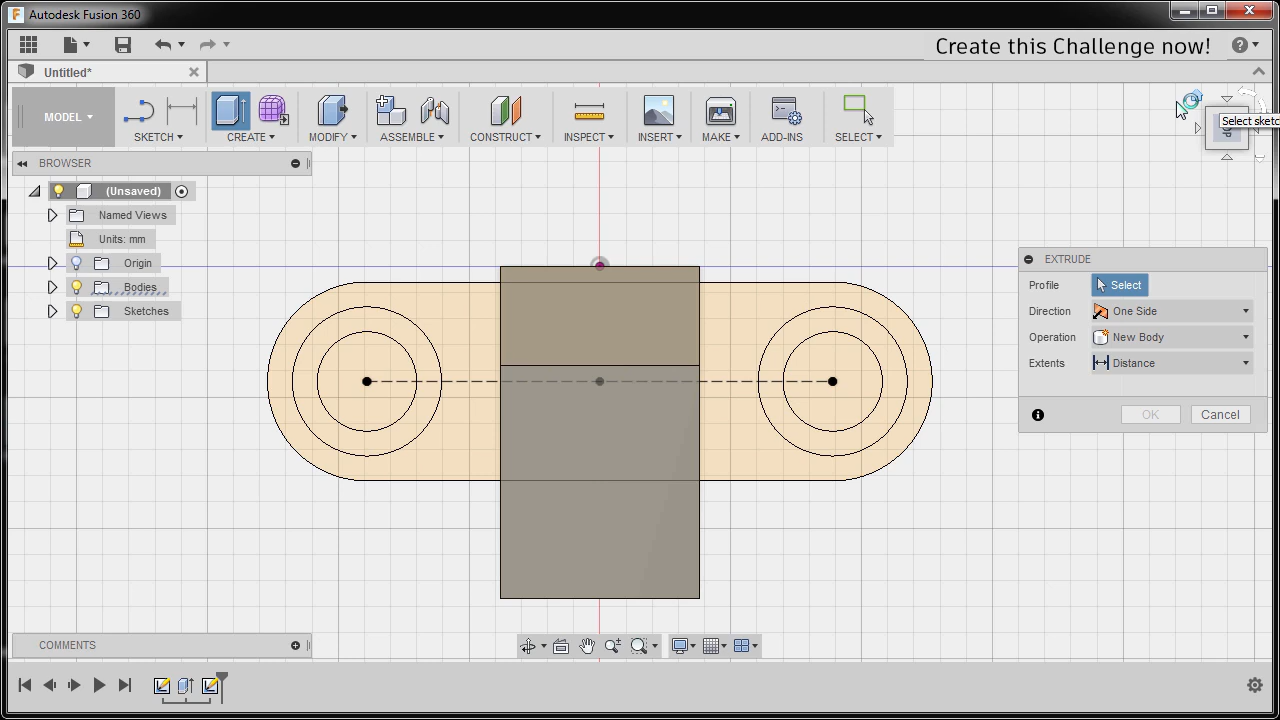 Autodesk Fusion 360
Create this Challenge now!
Untitled*
MODEL
SKETCH
CREATE
MODIFY
ASSEMBLE
CONSTRUCT
INSPECT
INSERT
MAKE
ADD-INS
SELECT
Select sketc
BROWSER
(Unsaved)
Named Views
Units: mm
Origin
Bodies
Sketches
EXTRUDE
Profile Select
Direction One Side
Operation New Body
Extents Distance
OK Cancel
COMMENTS